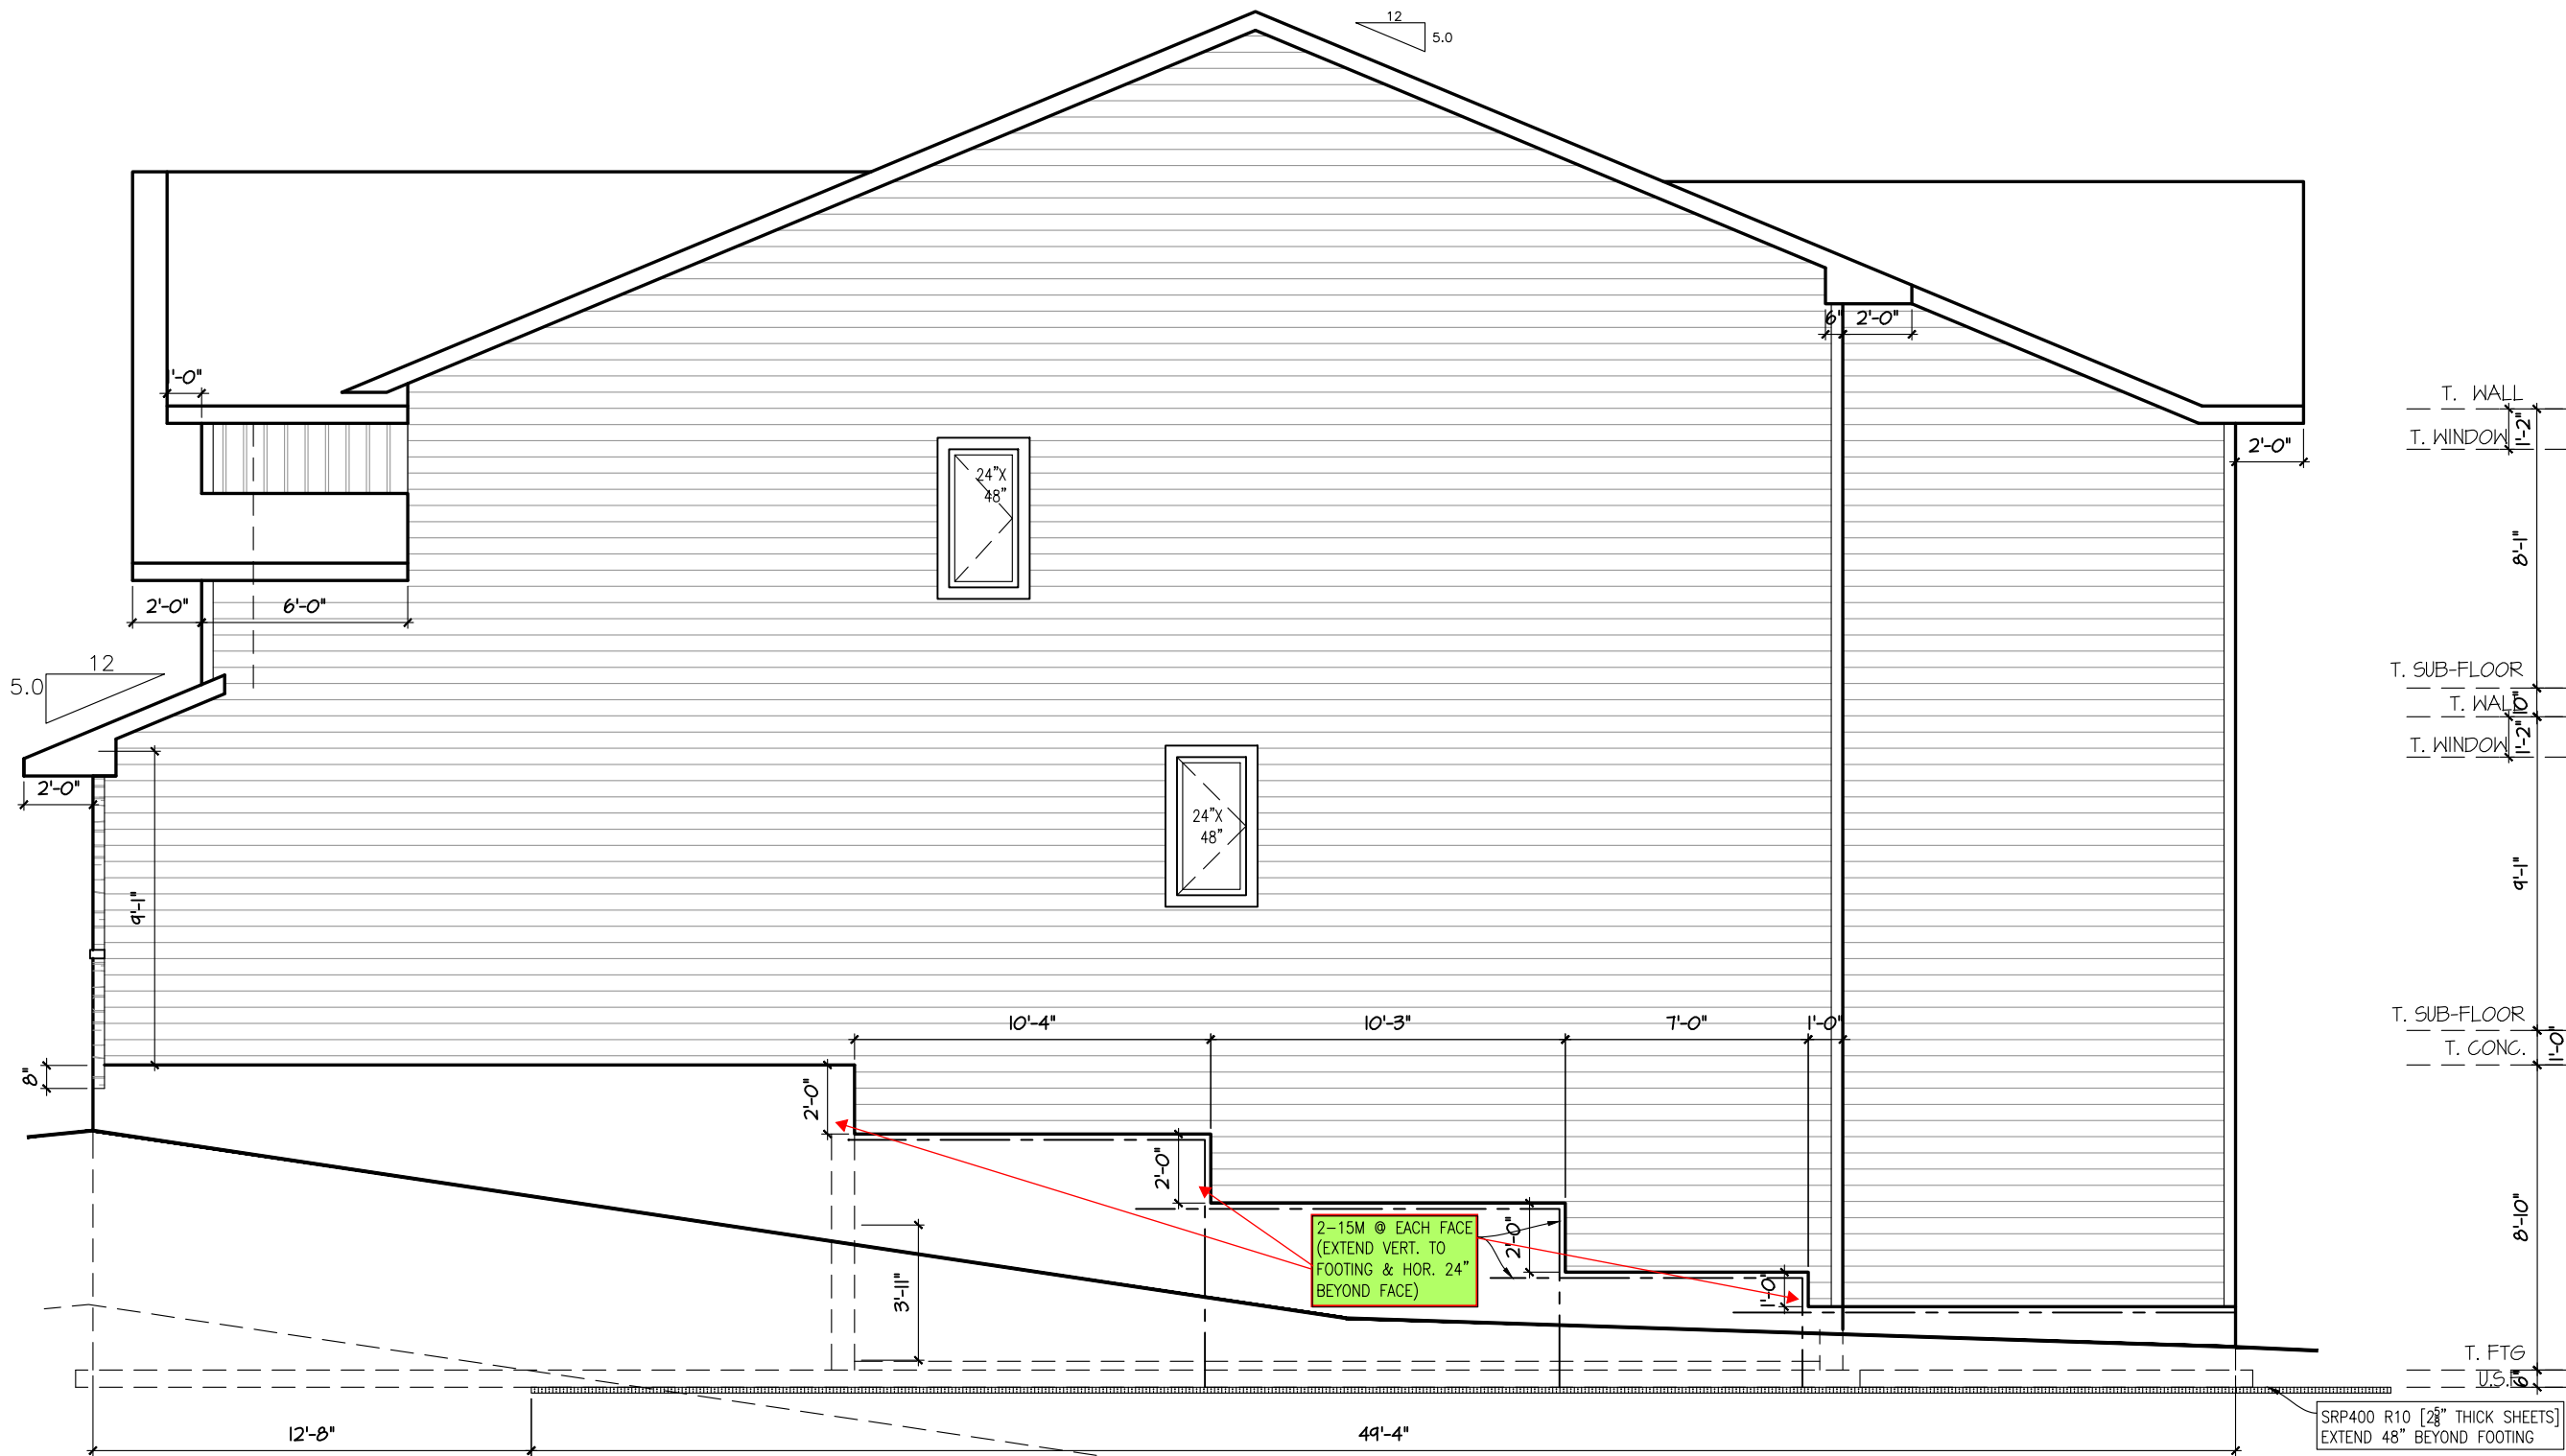 12
5.0
6"
2'-0"
1'-0"
T. WALL
1'-2"
T. WINDOW
2'-0"
24"X
48"
8'-1"
2'-0"
6'-0"
12
5.0
T. SUB-FLOOR
10"
T. WALL
1'-2"
T. WINDOW
2'-0"
24"X
48"
9'-1"
9'-1"
10'-4"
10'-3"
7'-0"
1'-0"
T. SUB-FLOOR
T. CONC.
1'-0"
8"
2'-0"
2'-0"
2'-0"
1'-0"
8'-10"
2-15M @ EACH FACE
(EXTEND VERT. TO
FOOTING & HOR. 24"
BEYOND FACE)
3'-11"
T. FTG
U.S.F.
6"
SRP400 R10 [2⅝" THICK SHEETS]
EXTEND 48" BEYOND FOOTING
12'-8"
49'-4"